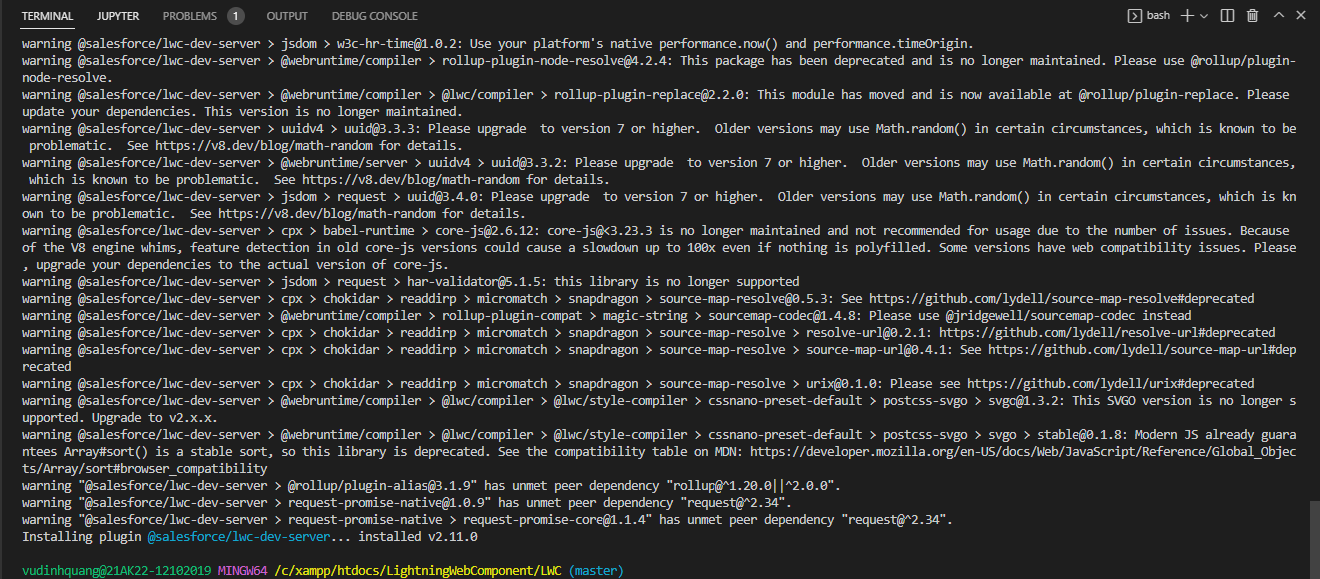 TERMINAL JUPYTER PROBLEMS 1 OUTPUT DEBUG CONSOLE bash
warning @salesforce/lwc-dev-server > jsdom > w3c-hr-time@1.0.2: Use your platform's native performance.now() and performance.timeOrigin.
warning @salesforce/lwc-dev-server > @webruntime/compiler > rollup-plugin-node-resolve@4.2.4: This package has been deprecated and is no longer maintained. Please use @rollup/plugin-
node-resolve.
warning @salesforce/lwc-dev-server > @webruntime/compiler > @lwc/compiler > rollup-plugin-replace@2.2.0: This module has moved and is now available at @rollup/plugin-replace. Please
update your dependencies. This version is no longer maintained.
warning @salesforce/lwc-dev-server > uuidv4 > uuid@3.3.3: Please upgrade  to version 7 or higher.  Older versions may use Math.random() in certain circumstances, which is known to be
 problematic.  See https://v8.dev/blog/math-random for details.
warning @salesforce/lwc-dev-server > @webruntime/server > uuidv4 > uuid@3.3.2: Please upgrade  to version 7 or higher.  Older versions may use Math.random() in certain circumstances,
 which is known to be problematic.  See https://v8.dev/blog/math-random for details.
warning @salesforce/lwc-dev-server > jsdom > request > uuid@3.4.0: Please upgrade  to version 7 or higher.  Older versions may use Math.random() in certain circumstances, which is kn
own to be problematic.  See https://v8.dev/blog/math-random for details.
warning @salesforce/lwc-dev-server > cpx > babel-runtime > core-js@2.6.12: core-js@<3.23.3 is no longer maintained and not recommended for usage due to the number of issues. Because
of the V8 engine whims, feature detection in old core-js versions could cause a slowdown up to 100x even if nothing is polyfilled. Some versions have web compatibility issues. Please
, upgrade your dependencies to the actual version of core-js.
warning @salesforce/lwc-dev-server > jsdom > request > har-validator@5.1.5: this library is no longer supported
warning @salesforce/lwc-dev-server > cpx > chokidar > readdirp > micromatch > snapdragon > source-map-resolve@0.5.3: See https://github.com/lydell/source-map-resolve#deprecated
warning @salesforce/lwc-dev-server > @webruntime/compiler > rollup-plugin-compat > magic-string > sourcemap-codec@1.4.8: Please use @jridgewell/sourcemap-codec instead
warning @salesforce/lwc-dev-server > cpx > chokidar > readdirp > micromatch > snapdragon > source-map-resolve > resolve-url@0.2.1: https://github.com/lydell/resolve-url#deprecated
warning @salesforce/lwc-dev-server > cpx > chokidar > readdirp > micromatch > snapdragon > source-map-resolve > source-map-url@0.4.1: See https://github.com/lydell/source-map-url#dep
recated
warning @salesforce/lwc-dev-server > cpx > chokidar > readdirp > micromatch > snapdragon > source-map-resolve > urix@0.1.0: Please see https://github.com/lydell/urix#deprecated
warning @salesforce/lwc-dev-server > @webruntime/compiler > @lwc/compiler > @lwc/style-compiler > cssnano-preset-default > postcss-svgo > svgo@1.3.2: This SVGO version is no longer s
upported. Upgrade to v2.x.x.
warning @salesforce/lwc-dev-server > @webruntime/compiler > @lwc/compiler > @lwc/style-compiler > cssnano-preset-default > postcss-svgo > svgo > stable@0.1.8: Modern JS already guara
ntees Array#sort() is a stable sort, so this library is deprecated. See the compatibility table on MDN: https://developer.mozilla.org/en-US/docs/Web/JavaScript/Reference/Global_Objec
ts/Array/sort#browser_compatibility
warning "@salesforce/lwc-dev-server > @rollup/plugin-alias@3.1.9" has unmet peer dependency "rollup@^1.20.0||^2.0.0".
warning "@salesforce/lwc-dev-server > request-promise-native@1.0.9" has unmet peer dependency "request@^2.34".
warning "@salesforce/lwc-dev-server > request-promise-native > request-promise-core@1.1.4" has unmet peer dependency "request@^2.34".
Installing plugin @salesforce/lwc-dev-server... installed v2.11.0
vudinhquang@21AK22-12102019 MINGW64 /c/xampp/htdocs/LightningWebComponent/LWC (master)